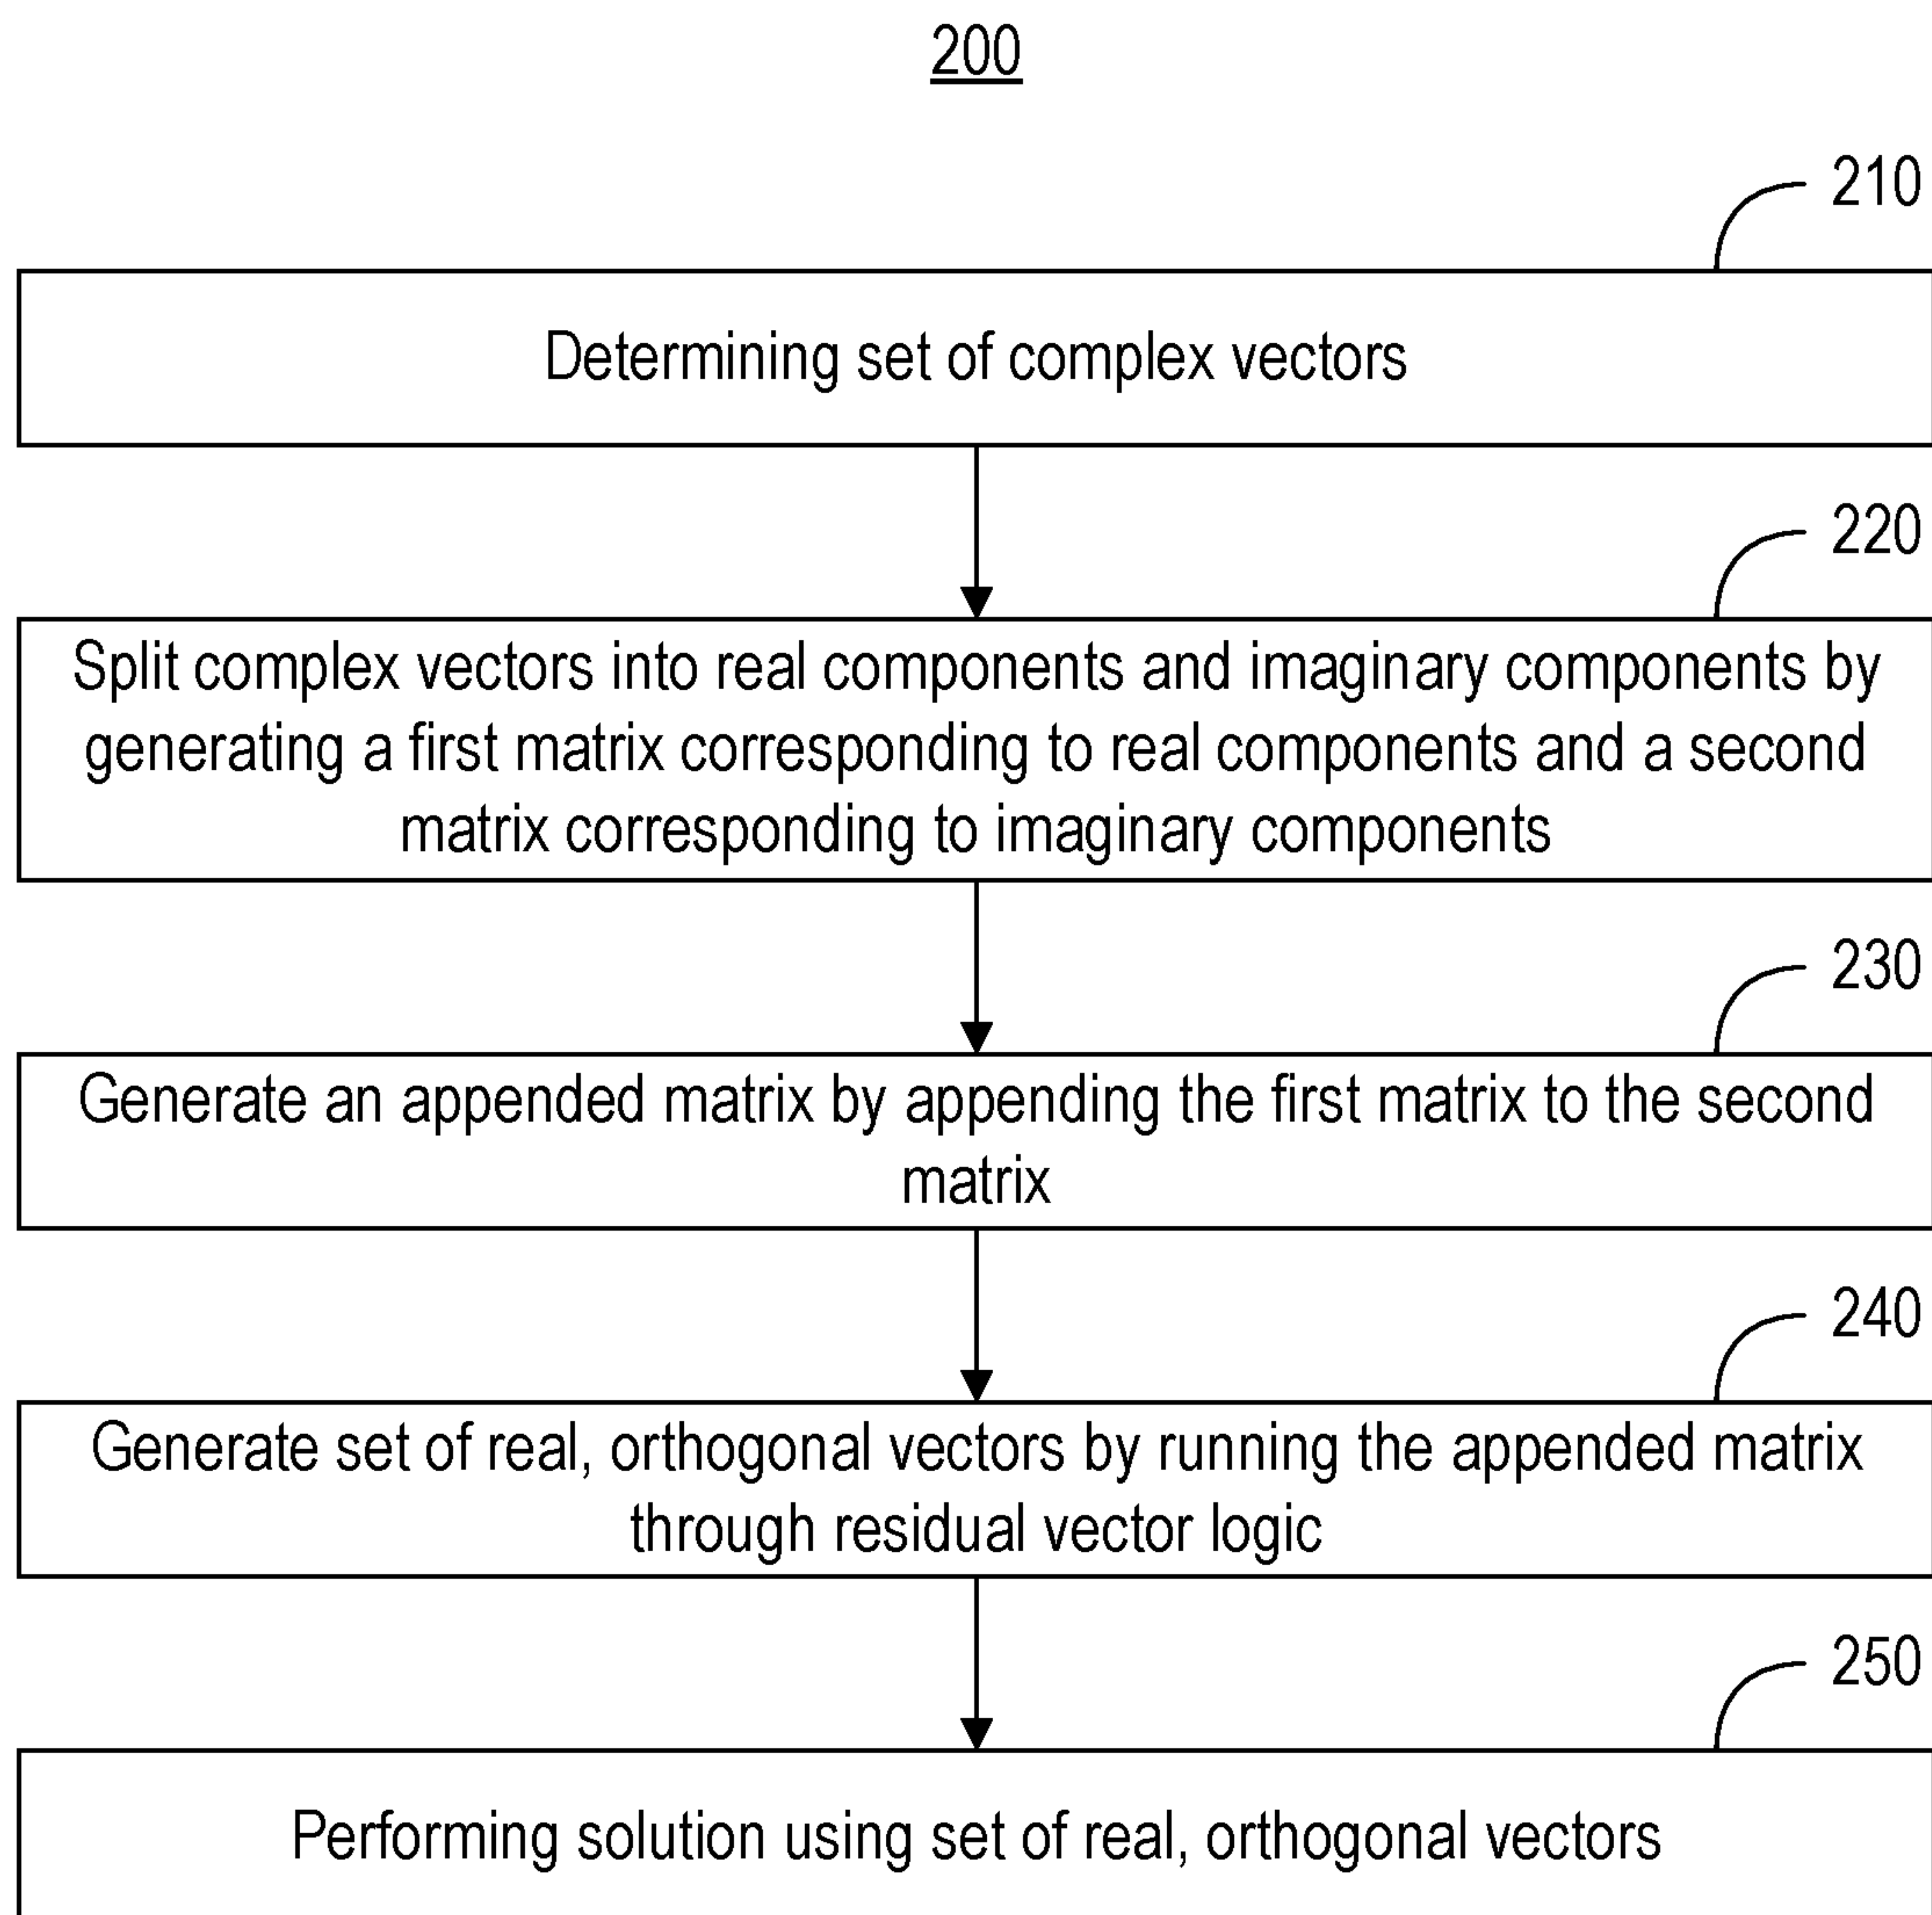 200
210
Determining set of complex vectors
220
Split complex vectors into real components and imaginary components by
generating a first matrix corresponding to real components and a second
matrix corresponding to imaginary components
230
Generate an appended matrix by appending the first matrix to the second
matrix
240
Generate set of real, orthogonal vectors by running the appended matrix
through residual vector logic
250
Performing solution using set of real, orthogonal vectors